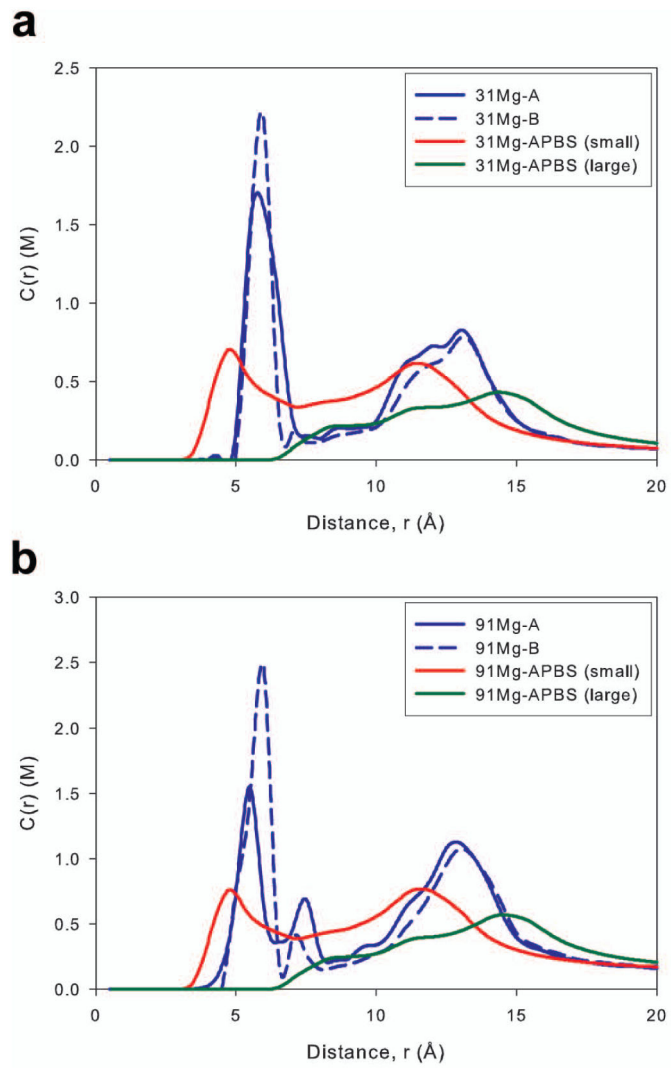 a
2.5
2.0
1.5
1.0
0.5
0.0
C(r) (M)
31Mg-A
31Mg-B
31Mg-APBS (small)
31Mg-APBS (large)
0 5 10 15 20
Distance, r (Å)
b
3.0
2.5
2.0
1.5
1.0
0.5
0.0
C(r) (M)
91Mg-A
91Mg-B
91Mg-APBS (small)
91Mg-APBS (large)
0 5 10 15 20
Distance, r (Å)